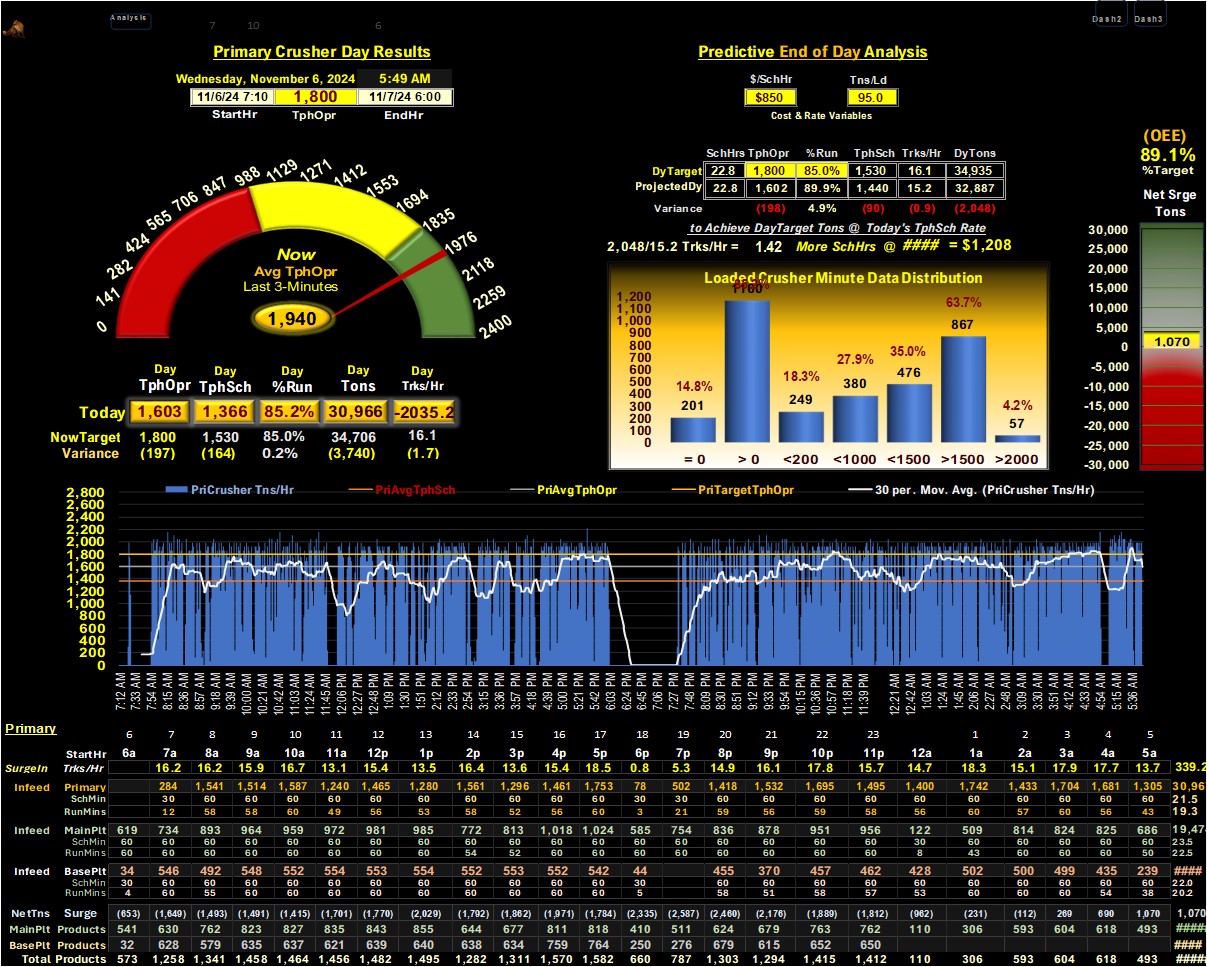 Analysis 7 10 6 Dash2 Dash3
Primary Crusher Day Results
Wednesday, November 6, 2024 5:49 AM
11/6/24 7:10 1,800 11/7/24 6:00
StartHr TphOpr EndHr
Predictive End of Day Analysis
$/SchHr Tns/Ld
$850 95.0
Cost & Rate Variables
SchHrs TphOpr %Run TphSch Trks/Hr DyTons
DyTarget 22.8 1,800 85.0% 1,530 16.1 34,935
ProjectedDy 22.8 1,602 89.9% 1,440 15.2 32,887
Variance (198) 4.9% (90) (0.9) (2,048)
to Achieve DayTarget Tons @ Today's TphSch Rate
2,048/15.2 Trks/Hr = 1.42 More SchHrs @ #### = $1,208
(OEE)
89.1%
%Target
Net Srge
Tons
30,000
25,000
20,000
15,000
10,000
5,000
0
1,070
-5,000
-10,000
-15,000
-20,000
-25,000
-30,000
0 141 282 424 565 706 847 988 1129 1271 1412 1553 1694 1835 1976 2118 2259 2400
Now
Avg TphOpr
Last 3-Minutes
1,940
Day Day Day Day Day
TphOpr TphSch %Run Tons Trks/Hr
Today 1,603 1,366 85.2% 30,966 -2035.2
NowTarget 1,800 1,530 85.0% 34,706 16.1
Variance (197) (164) 0.2% (3,740) (1.7)
Loaded Crusher Minute Data Distribution
1,200
1,100
1,000
900
800
700
600
500
400
300
200
100
0
14.8% 18.3% 27.9% 35.0% 63.7% 4.2%
201 1160 249 380 476 867 57
= 0 > 0 <200 <1000 <1500 >1500 >2000
PriCrusher Tns/Hr PriAvgTphSch PriAvgTphOpr PriTargetTphOpr 30 per. Mov. Avg. (PriCrusher Tns/Hr)
2,800
2,600
2,400
2,200
2,000
1,800
1,600
1,400
1,200
1,000
800
600
400
200
0
7:12 AM 7:33 AM 7:54 AM 8:15 AM 8:36 AM 8:57 AM 9:18 AM 9:39 AM 10:00 AM 10:21 AM 10:42 AM 11:03 AM 11:24 AM 11:45 AM 12:06 PM 12:27 PM 12:48 PM 1:09 PM 1:30 PM 1:51 PM 2:12 PM 2:33 PM 2:54 PM 3:15 PM 3:36 PM 3:57 PM 4:18 PM 4:39 PM 5:00 PM 5:21 PM 5:42 PM 6:03 PM 6:24 PM 6:45 PM 7:06 PM 7:27 PM 7:48 PM 8:09 PM 8:30 PM 8:51 PM 9:12 PM 9:33 PM 9:54 PM 10:15 PM 10:36 PM 10:57 PM 11:18 PM 11:39 PM 12:21 AM 12:42 AM 1:03 AM 1:24 AM 1:45 AM 2:06 AM 2:27 AM 2:48 AM 3:09 AM 3:30 AM 3:51 AM 4:12 AM 4:33 AM 4:54 AM 5:15 AM 5:36 AM
Primary
6 7 8 9 10 11 12 13 14 15 16 17 18 19 20 21 22 23 1 2 3 4 5
StartHr 6a 7a 8a 9a 10a 11a 12p 1p 2p 3p 4p 5p 6p 7p 8p 9p 10p 11p 12a 1a 2a 3a 4a 5a
SurgeIn Trks/Hr 16.2 16.2 15.9 16.7 13.1 15.4 13.5 16.4 13.6 15.4 18.5 0.8 5.3 14.9 16.1 17.8 15.7 14.7 18.3 15.1 17.9 17.7 13.7 339.2
Infeed Primary 284 1,541 1,514 1,587 1,240 1,465 1,280 1,561 1,296 1,461 1,753 78 502 1,418 1,532 1,695 1,495 1,400 1,742 1,433 1,704 1,681 1,305 30,96
SchMin 30 60 60 60 60 60 60 60 60 60 60 30 30 60 60 60 60 60 60 60 60 60 60 21.5
RunMins 12 58 58 60 49 56 53 58 52 56 60 3 21 59 56 59 58 56 60 57 60 56 43 19.3
Infeed MainPlt 619 734 893 964 959 972 981 985 772 813 1,018 1,024 585 754 836 878 951 956 122 509 814 824 825 686 19,47
SchMin 60 60 60 60 60 60 60 60 60 60 60 60 60 60 60 60 60 60 30 60 60 60 60 60 23.5
RunMins 60 60 60 60 60 60 60 60 54 52 60 60 60 60 60 60 60 60 8 43 60 60 60 50 22.5
Infeed BasePlt 34 546 492 548 552 554 553 554 552 553 552 542 44 455 370 457 462 428 502 500 499 435 239 ####
SchMin 30 60 60 60 60 60 60 60 60 60 60 60 30 60 60 60 60 60 60 60 60 60 60 22.0
RunMins 4 60 55 60 60 60 60 60 60 60 60 60 5 58 51 58 57 53 60 60 60 54 38 20.2
NetTns Surge (653) (1,649) (1,493) (1,491) (1,415) (1,701) (1,770) (2,029) (1,792) (1,862) (1,971) (1,784) (2,335) (2,587) (2,460) (2,176) (1,889) (1,812) (962) (231) (112) 269 690 1,070 1,070
MainPlt Products 541 630 762 823 827 835 843 855 644 677 811 818 410 511 624 679 763 762 110 306 593 604 618 493 #####
BasePlt Products 32 628 579 635 637 621 639 640 638 634 759 764 250 276 679 615 652 650 ####
Total Products 573 1,258 1,341 1,458 1,464 1,456 1,482 1,495 1,282 1,311 1,570 1,582 660 787 1,303 1,294 1,415 1,412 110 306 593 604 618 493 #####